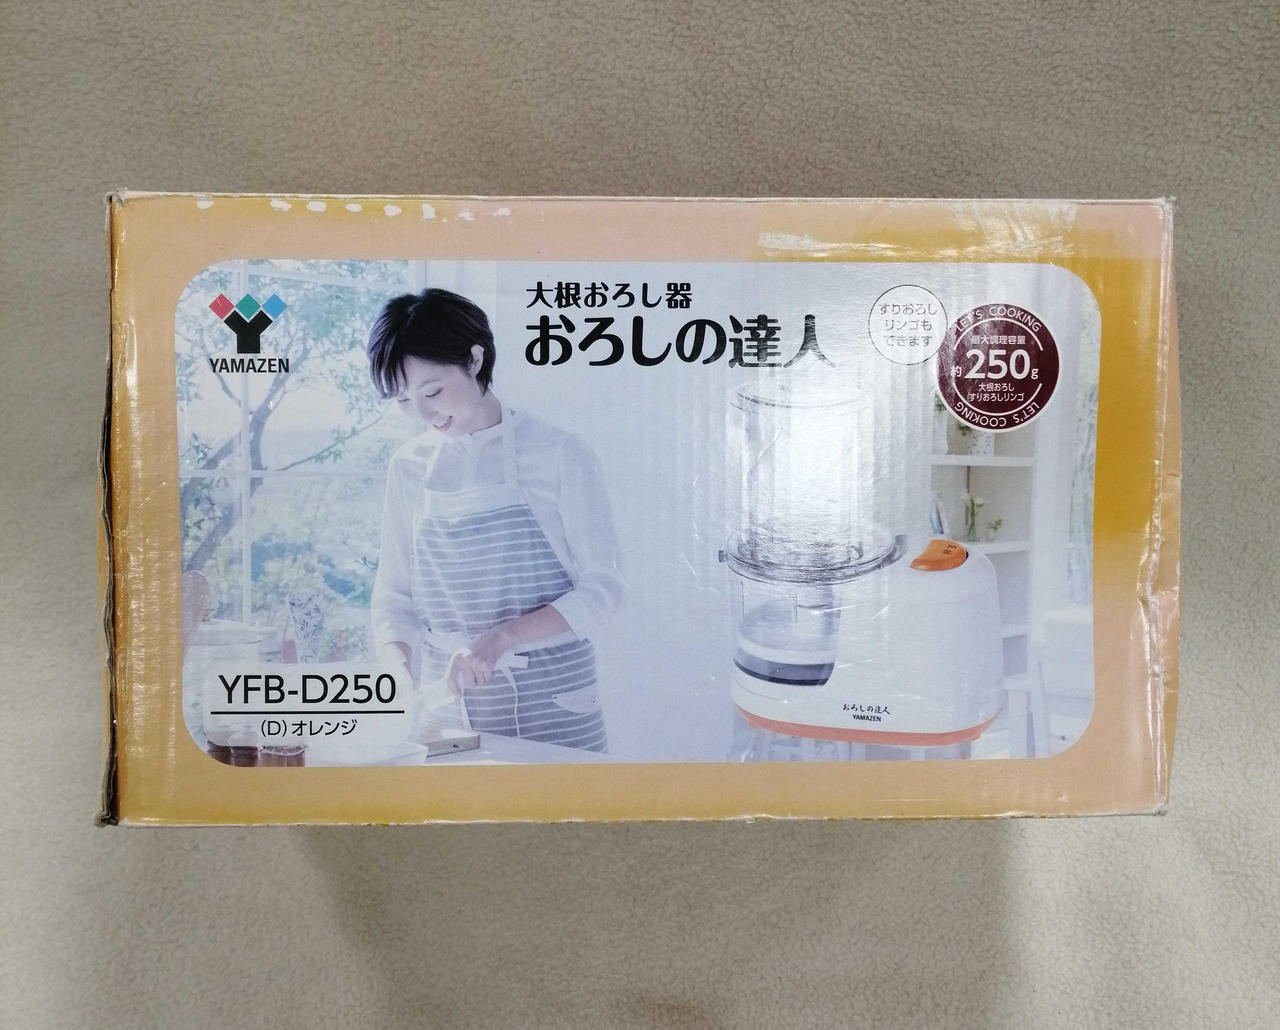 YAMAZEN
大根おろし器
おろしの達人
すりおろし
リンゴも
できます
LET'S COOKING
最大調理容量
約250g
大根おろし
すりおろしリンゴ
LET'S COOKING
YFB-D250
(D)オレンジ
おろしの達人
YAMAZEN